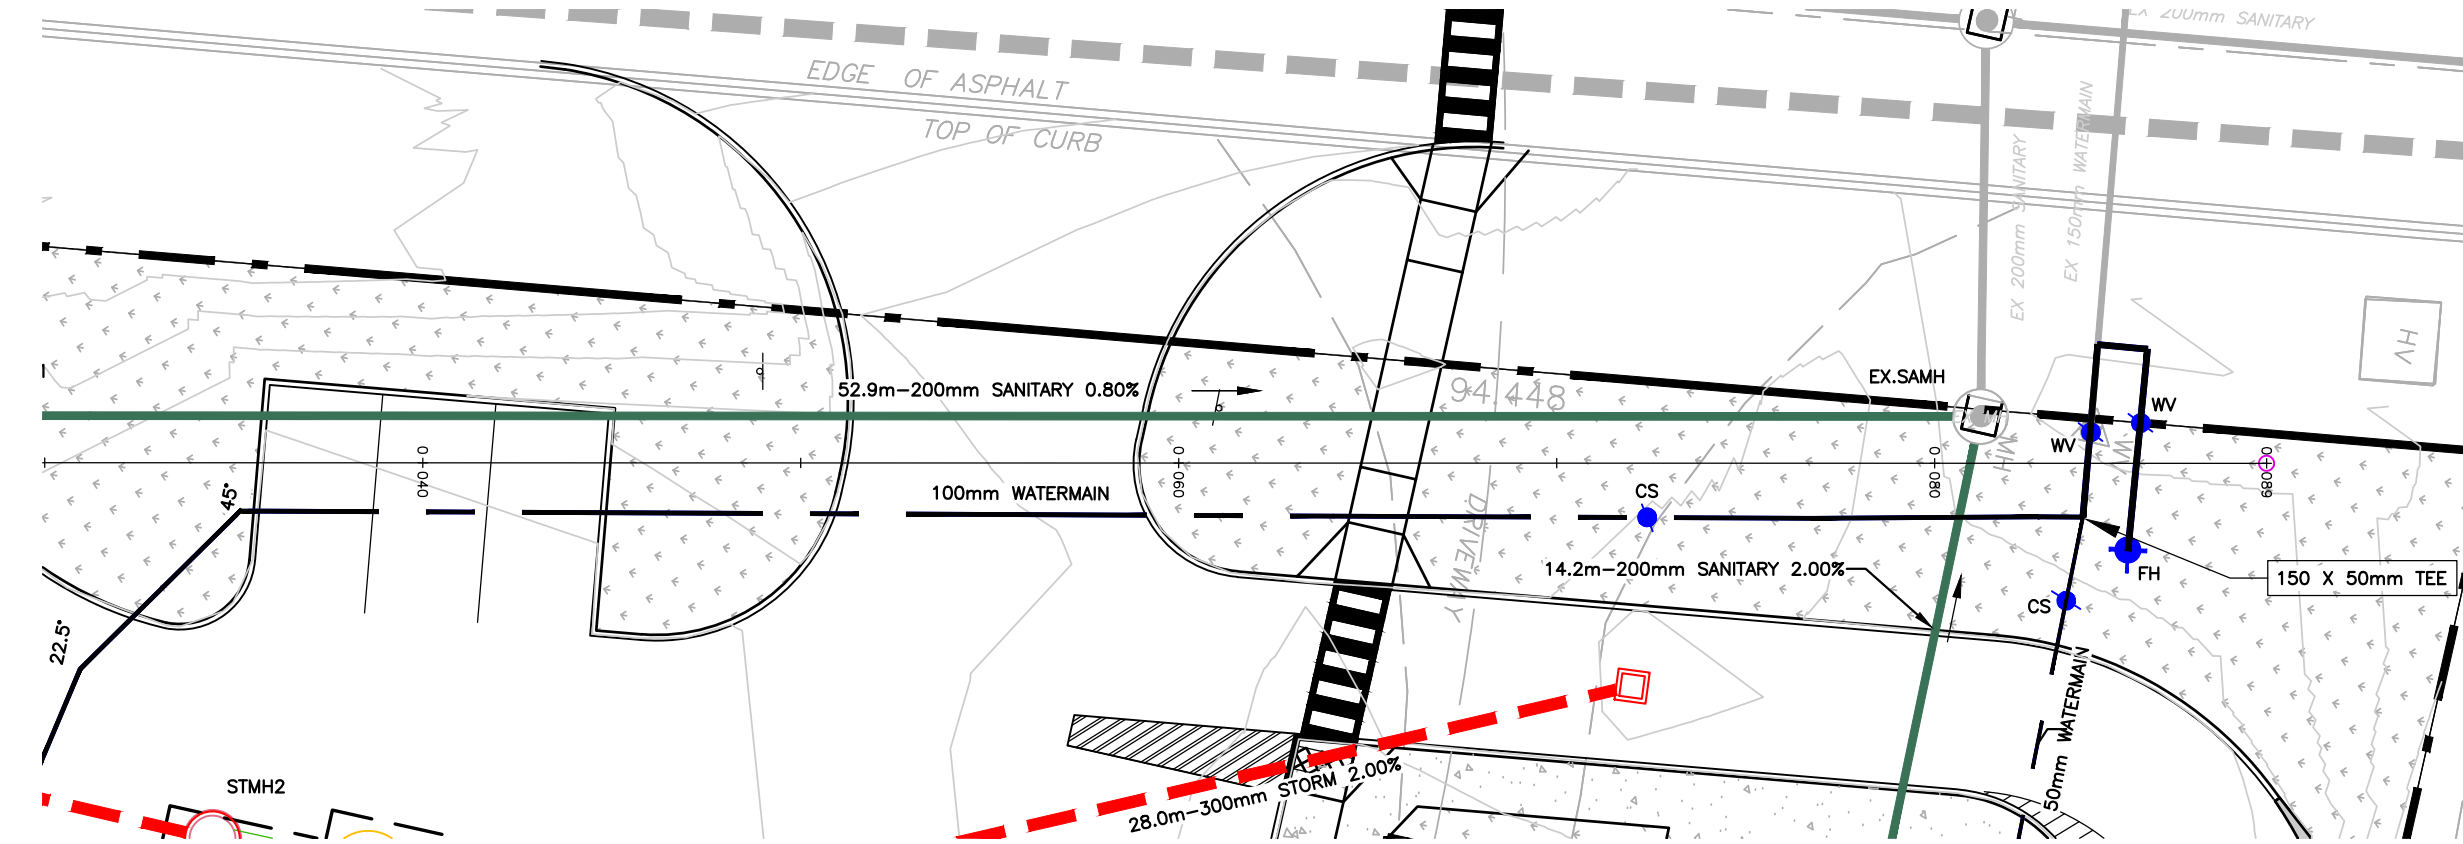 EX 200mm SANITARY
EDGE OF ASPHALT
TOP OF CURB
EX 150mm WATERMAIN
EX 200mm SANITARY
HV
52.9m-200mm SANITARY 0.80%
94.448
EX.SAMH
WV
WV
MH
WV
0+040
0+060
0+080
0+089
45°
100mm WATERMAIN
CS
DRIVEWAY
14.2m-200mm SANITARY 2.00%
FH
150 X 50mm TEE
CS
22.5°
50mm WATERMAIN
STMH2
28.0m-300mm STORM 2.00%